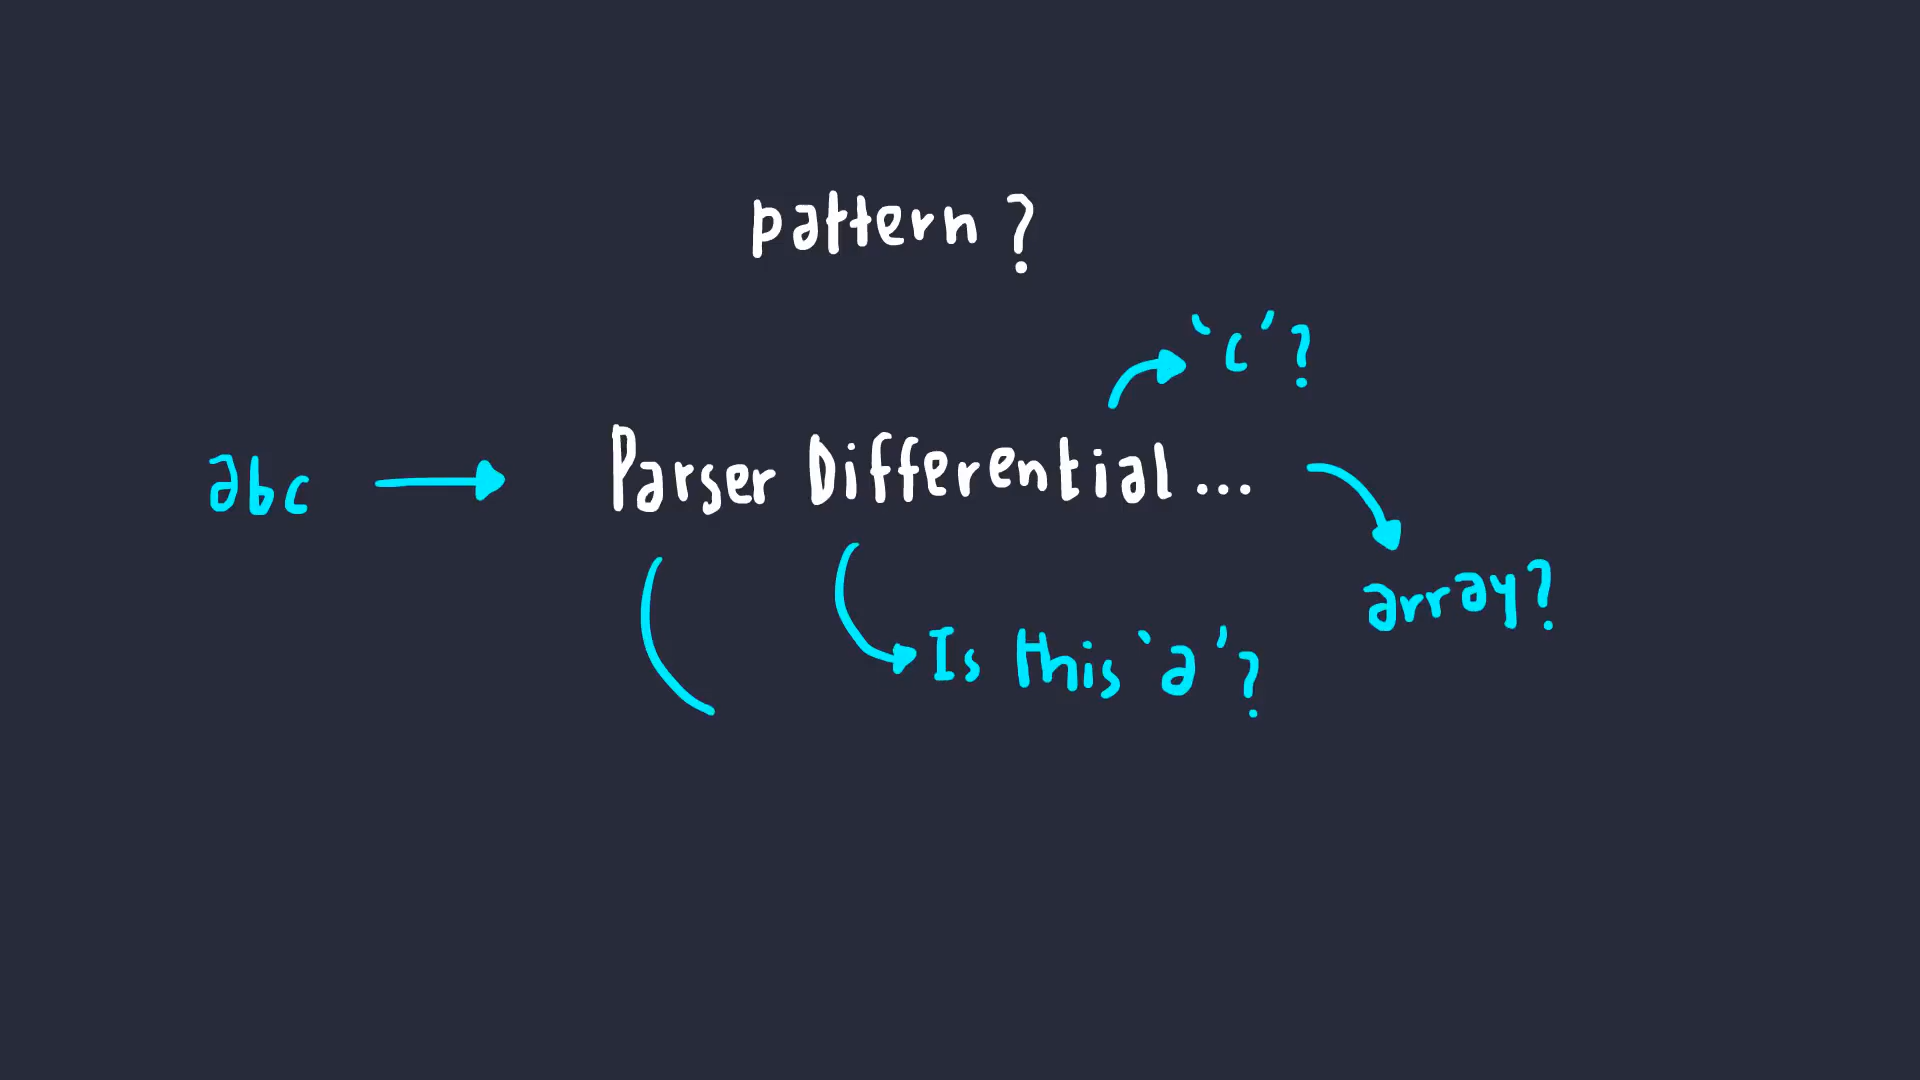 pattern ?
‘c’?
abc
Parser Differential ...
array?
Is this ‘a’?